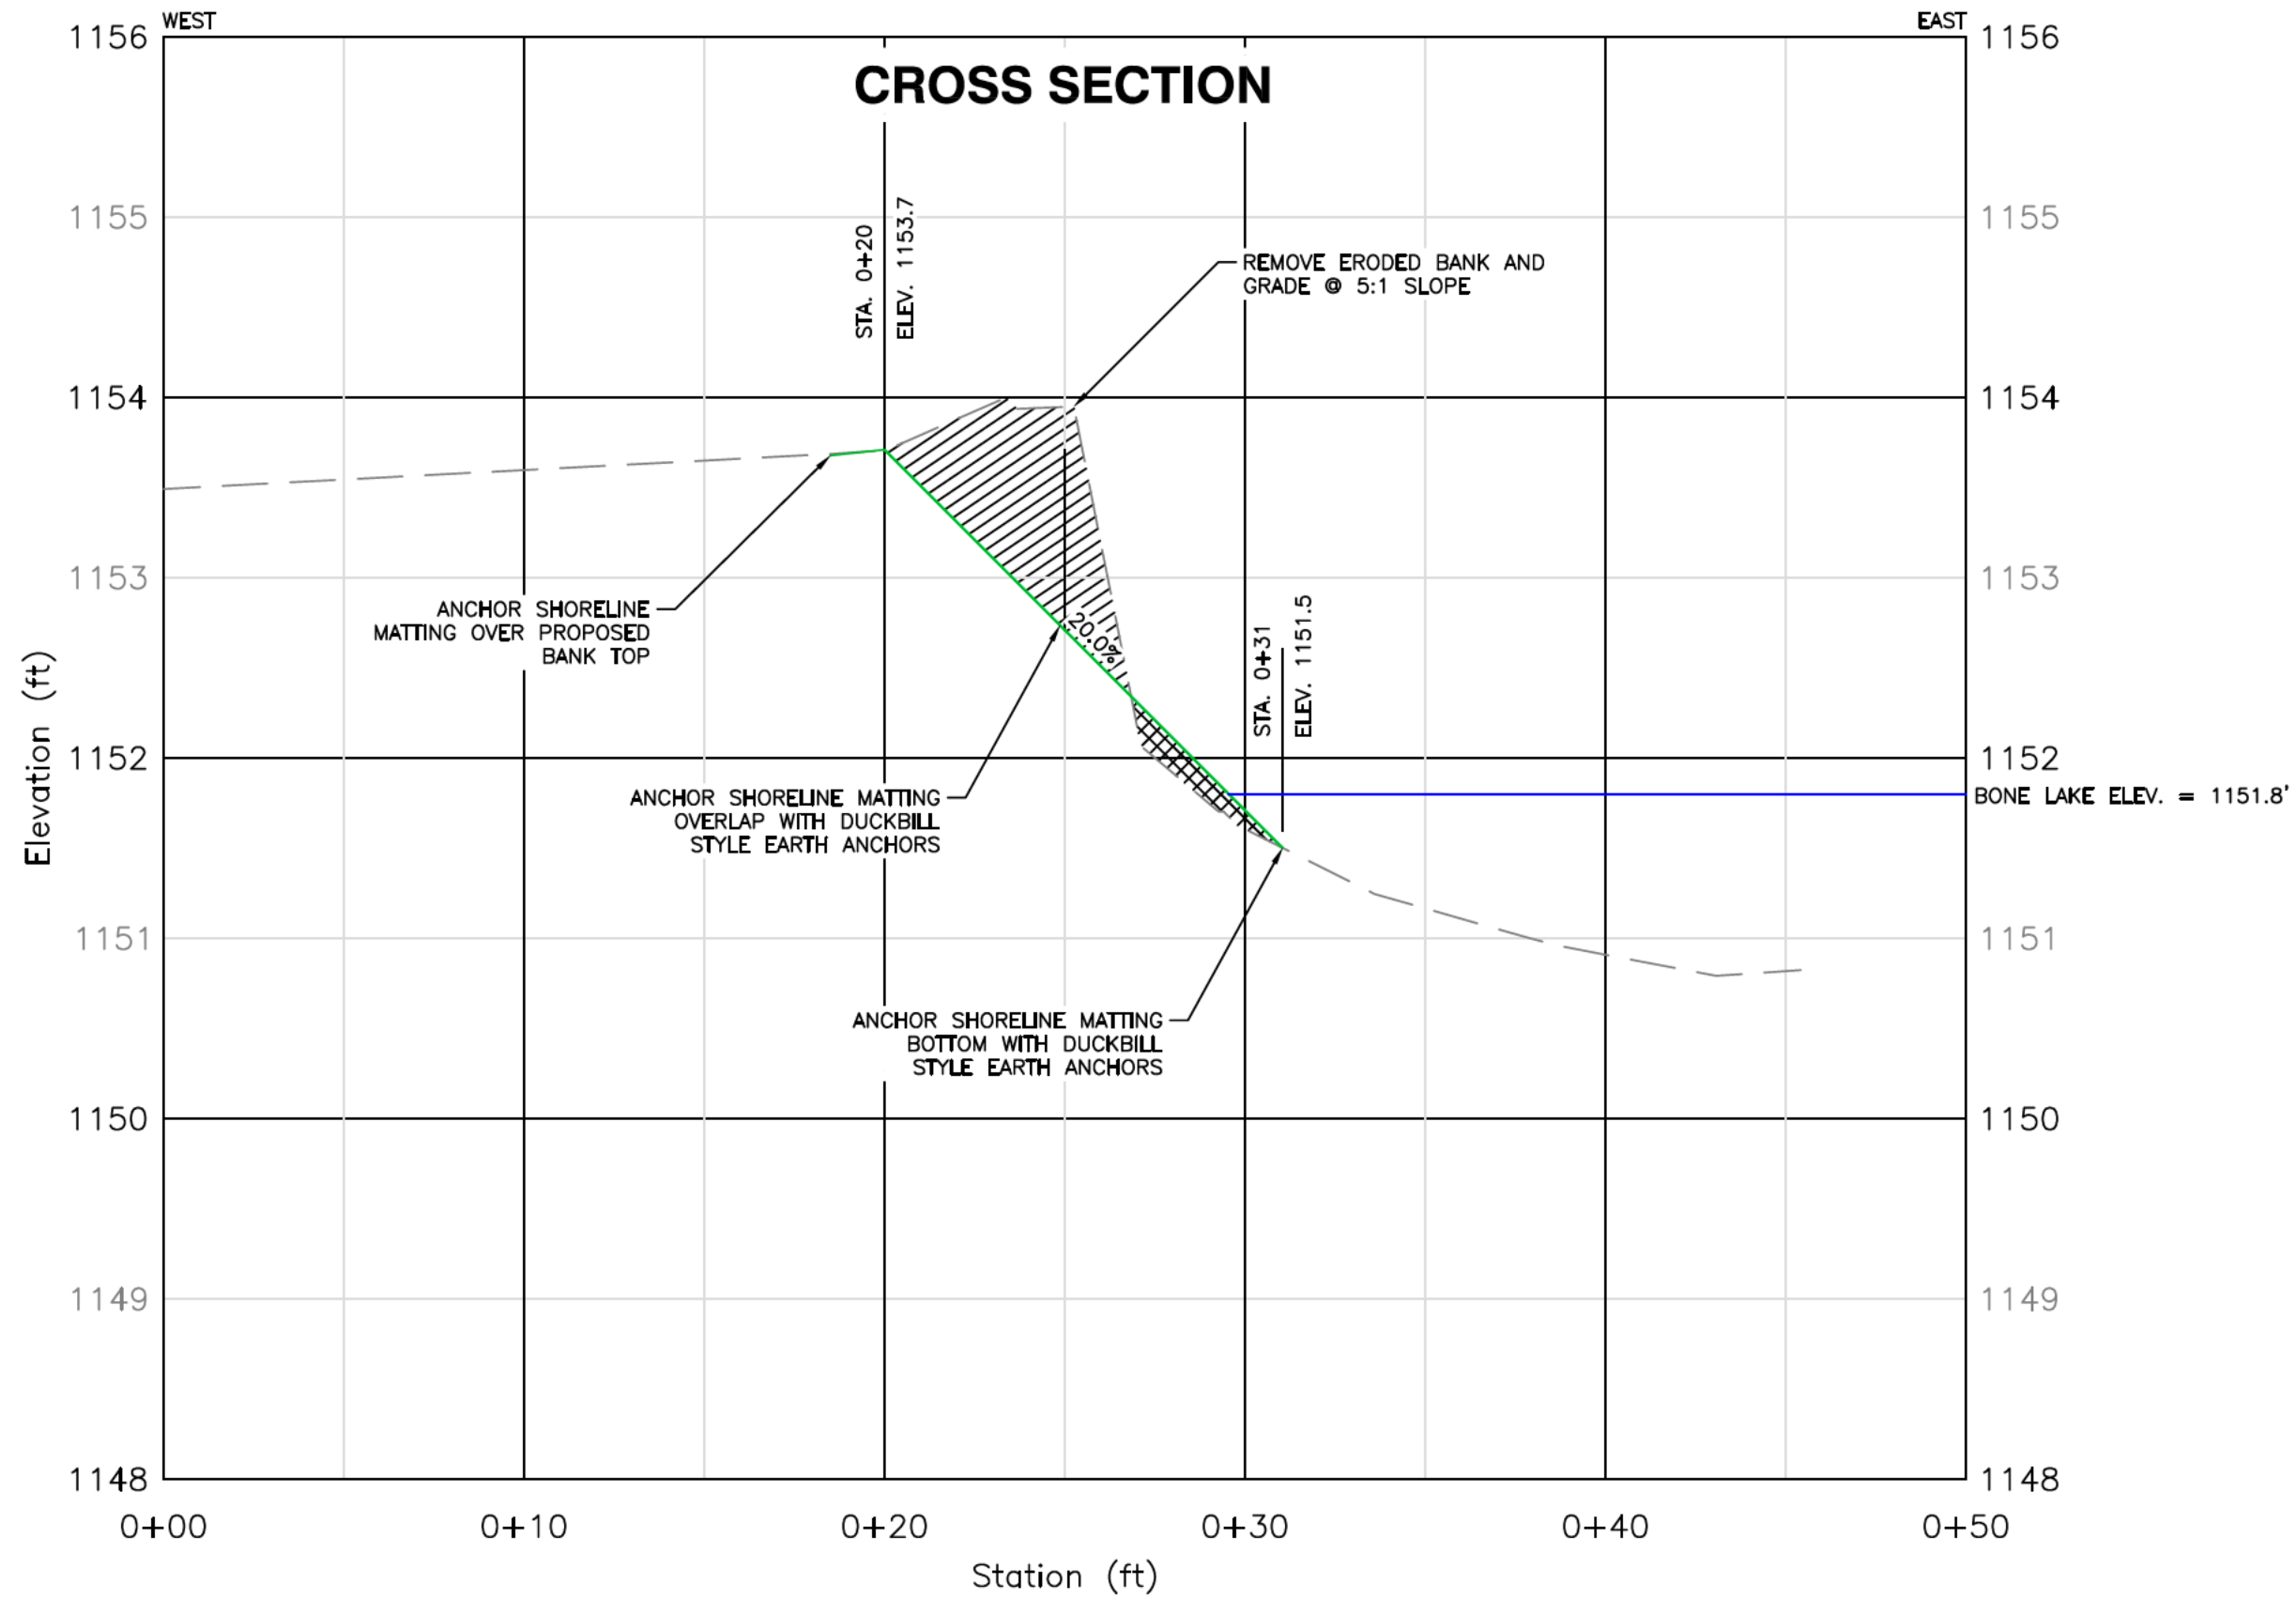 WEST
EAST
CROSS SECTION
1156
1156
1155
1155
STA. 0+20
ELEV. 1153.7
REMOVE ERODED BANK AND
GRADE @ 5:1 SLOPE
1154
1154
1153
1153
ANCHOR SHORELINE
MATTING OVER PROPOSED
BANK TOP
20.0%
STA. 0+31
ELEV. 1151.5
Elevation (ft)
1152
1152
BONE LAKE ELEV. = 1151.8'
ANCHOR SHORELINE MATTING
OVERLAP WITH DUCKBILL
STYLE EARTH ANCHORS
1151
1151
ANCHOR SHORELINE MATTING
BOTTOM WITH DUCKBILL
STYLE EARTH ANCHORS
1150
1150
1149
1149
1148
1148
0+00
0+10
0+20
0+30
0+40
0+50
Station (ft)